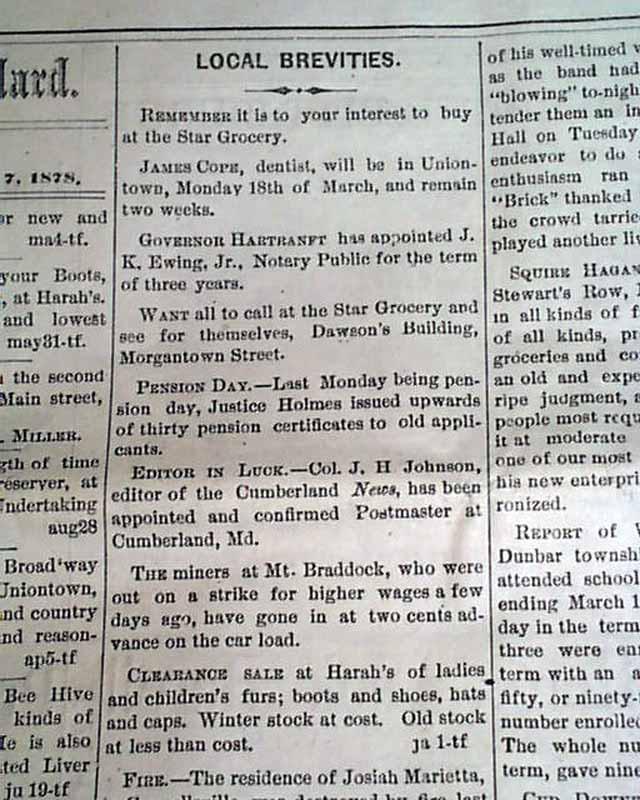 lard.
7, 1878.
or new and
ma4-tf.
your Boots,
, at Harah's.
and lowest
may31-tf.
the second
Main street,
. MILLER.
gth of time
reserver, at
Undertaking
aug28
Broadway
Uniontown,
and country
and reason-
ap5-tf
Bee Hive
kinds of
He is also
ted Liver
ju 19-tf
LOCAL BREVITIES.
REMEMBER it is to your interest to buy
at the Star Grocery.
JAMES COPE, dentist, will be in Union-
town, Monday 18th of March, and remain
two weeks.
GOVERNOR HARTRANFT has appointed J.
K. Ewing, Jr., Notary Public for the term
of three years.
WANT all to call at the Star Grocery and
see for themselves, Dawson's Building,
Morgantown Street.
PENSION DAY.—Last Monday being pen-
sion day, Justice Holmes issued upwards
of thirty pension certificates to old appli-
cants.
EDITOR IN LUCK.—Col. J. H Johnson,
editor of the Cumberland News, has been
appointed and confirmed Postmaster at
Cumberland, Md.
THE miners at Mt. Braddock, who were
out on a strike for higher wages a few
days ago, have gone in at two cents ad-
vance on the car load.
CLEARANCE SALE at Harah's of ladies
and children's furs; boots and shoes, hats
and caps. Winter stock at cost. Old stock
at less than cost. ja 1-tf
FIRE.—The residence of Josiah Marietta,
of his well-timed
as the band had
"blowing" to-nigh
tender them an in
Hall on Tuesday
endeavor to do
enthusiasm ran
"Brick" thanked
the crowd tarrie
played another liv
SQUIRE HAGAN
Stewart's Row,
in all kinds of f
of all kinds, pr
groceries and co
an old and expe
ripe judgment, a
people most requ
it at moderate
one of our most
his new enterpri
ronized.
REPORT OF
Dunbar townsh
attended school
ending March 1
day in the term
three were en
term with an a
fifty, or ninety-
number enrolle
The whole nu
term, gave nine